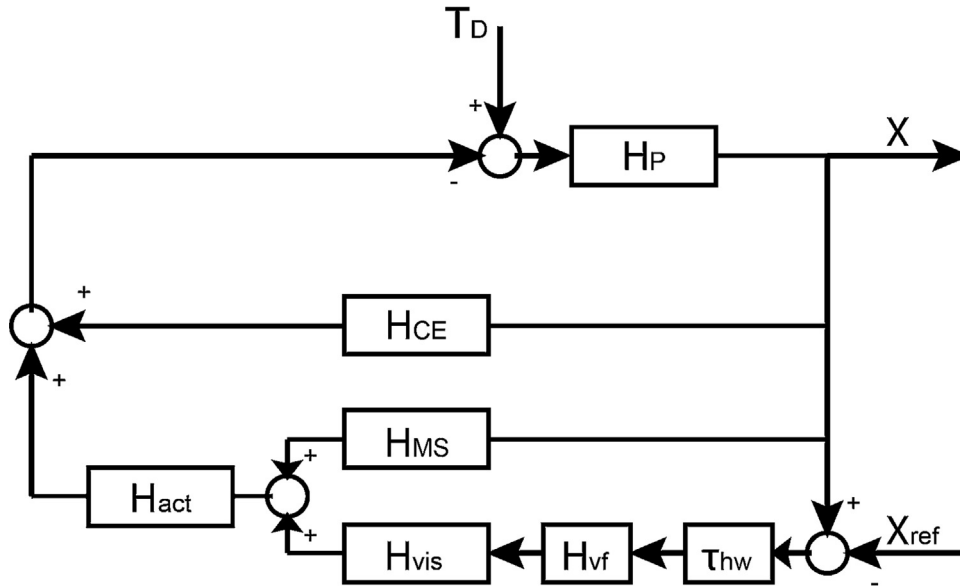 TD
+
-
HP
X
+
HCE
+
HMS
+
Hact
+
Hvis
Hvf
τhw
+
Xref
-